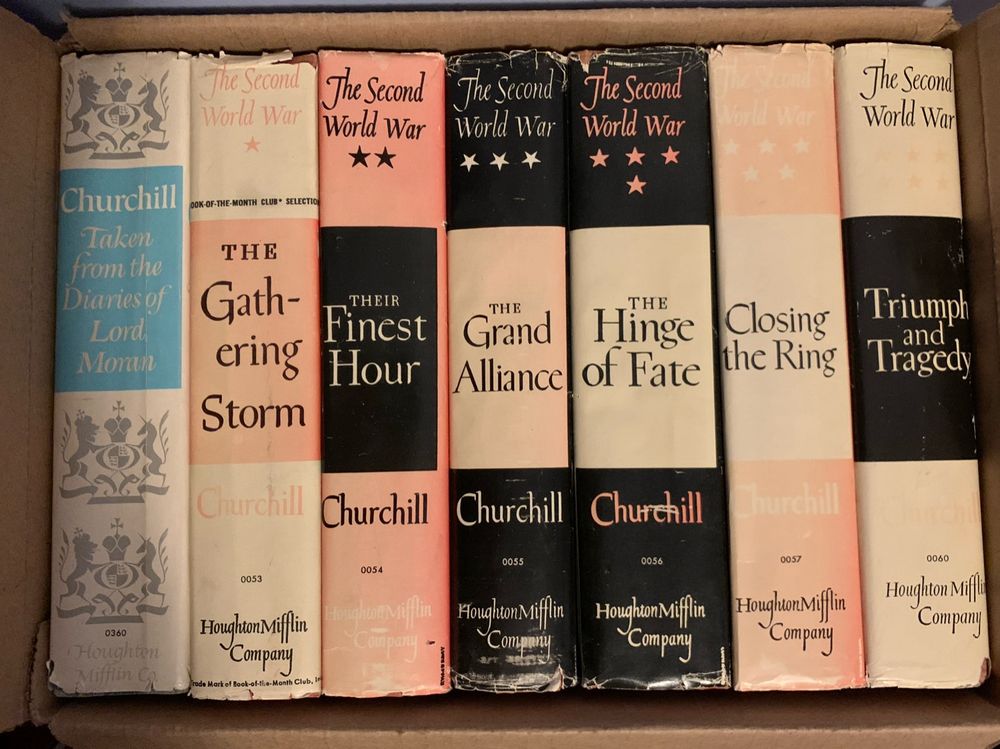 Churchill
Taken
from the
Diaries of
Lord
Moran
0360
Houghton
Mifflin Co.
The Second
World War
OOK-OF-THE-MONTH CLUB* SELECTION
THE
Gath-
ering
Storm
Churchill
0053
Houghton Mifflin
Company
rade Mark of Book-of-the-Month Club, In
The Second
World War
THEIR
Finest
Hour
Churchill
0054
Houghton Mifflin
Company
The Second
World War
THE
Grand
Alliance
Churchill
0055
Houghton Mifflin
Company
The Second
World War
THE
Hinge
of Fate
Churchill
0056
Houghton Mifflin
Company
The Second
World War
Closing
the Ring
Churchill
0057
Houghton Mifflin
Company
The Second
World War
Triumph
and
Tragedy
Churchill
0060
Houghton Miffli
Company